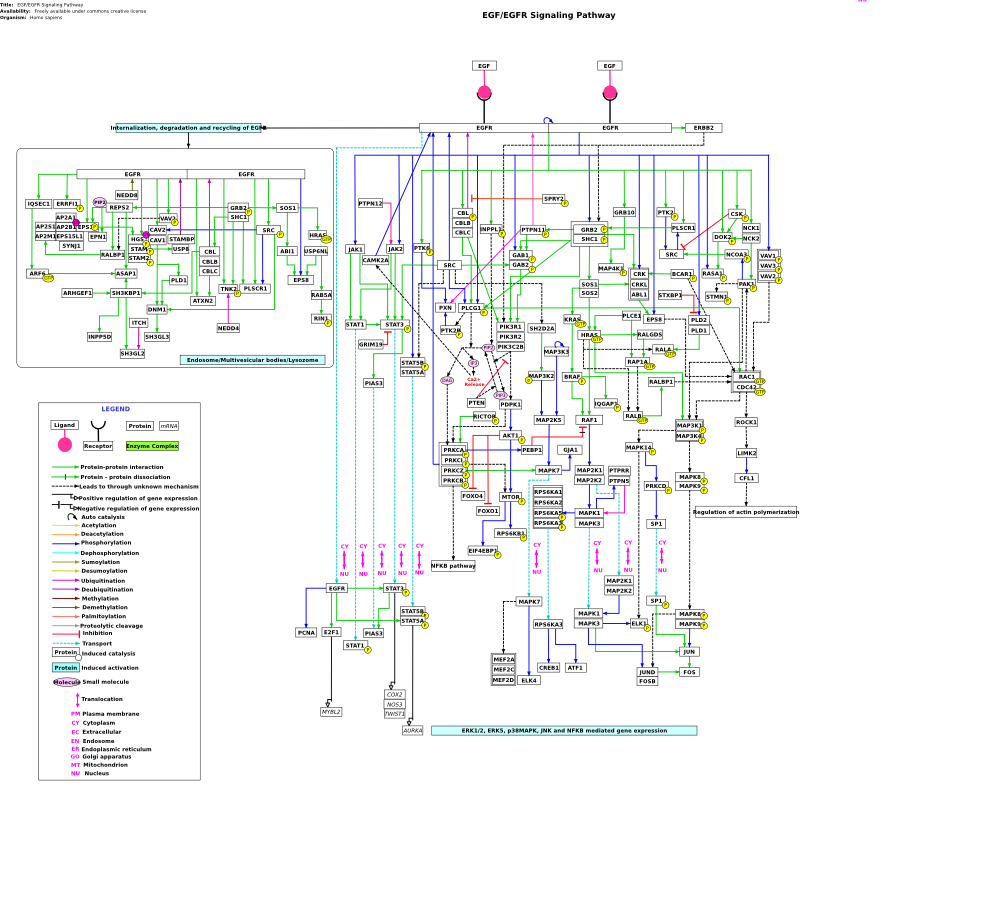 Title: EGF/EGFR Signaling Pathway
Availability: Freely available under commons creative license
Organism: Homo sapiens
NU
EGF/EGFR Signaling Pathway
EGF
EGF
Internalization, degradation and recycling of EGFR
EGFR
EGFR
ERBB2
EGFR
EGFR
NEDD8
IQSEC1
ERRFI1
PIP2
REPS2
GRB2
SHC1
SOS1
AP2A1
VAV2
AP2S1
AP2B1
EPS15
CAV2
SRC
HRAS
AP2M1
EPS15L1
EPN1
HGS
CAV1
STAMBP
SYNJ1
STAM
USP8
CBL
CBLB
CBLC
ABI1
USP6NL
RALBP1
STAM2
ARF6
ASAP1
PLD1
EPS8
ARHGEF1
SH3KBP1
TNK2
PLSCR1
RAB5A
ATXN2
DNM1
RIN1
ITCH
NEDD4
INPP5D
SH3GL3
SH3GL2
Endosome/Multivesicular bodies/Lysozome
PTPN12
SPRY2
CBL
CBLB
CBLC
INPPL1
PTPN11
GRB2
SHC1
GRB10
PTK2
PLSCR1
CSK
NCK1
NCK2
DOK2
JAK1
JAK2
PTK6
CAMK2A
SRC
GAB1
GAB2
MAP4K1
SRC
NCOA3
VAV1
VAV3
VAV2
SOS1
SOS2
CRK
CRKL
ABL1
BCAR1
RASA1
PAK1
STXBP1
STMN1
PXN
PLCG1
STAT1
STAT3
PTK2B
PIK3R1
PIK3R2
PIK3C2B
SH2D2A
KRAS
HRAS
PLCE1
EPS8
PLD2
PLD1
RALGDS
GRIM19
PIP2
MAP3K3
RALA
STAT5B
STAT5A
IP3
RAP1A
PIAS3
DAG
Ca2+
Release
MAP3K2
BRAF
RALBP1
RAC1
CDC42
PTEN
PIP3
PDPK1
IQGAP1
RICTOR
MAP2K5
RAF1
RALB
ROCK1
AKT1
MAP3K1
MAP3K4
PRKCA
PRKCI
PRKCZ
PRKCB
PEBP1
GJA1
MAPK14
LIMK2
MAPK7
MAP2K1
MAP2K2
PTPRR
PTPN5
MAPK8
MAPK9
CFL1
FOXO4
MTOR
RPS6KA1
RPS6KA2
RPS6KA5
RPS6KA3
PRKCD
FOXO1
MAPK1
MAPK3
SP1
Regulation of actin polymerization
RPS6KB1
EIF4EBP1
NFKB pathway
CY CY CY CY CY CY CY CY CY
NU NU NU NU NU NU NU NU NU
EGFR
STAT3
MAP2K1
MAP2K2
MAPK7
SP1
STAT5B
STAT5A
MAPK1
MAPK3
RPS6KA3
ELK1
MAPK8
MAPK9
PCNA
E2F1
PIAS3
STAT1
JUN
MEF2A
MEF2C
MEF2D
CREB1
ATF1
JUND
FOSB
FOS
ELK4
COX2
NOS3
TWIST1
MYBL2
AURKA
ERK1/2, ERK5, p38MAPK, JNK and NFKB mediated gene expression
LEGEND
Ligand
Protein
mRNA
Receptor
Enzyme Complex
Protein-protein interaction
Protein - protein dissociation
Leads to through unknown mechanism
Positive regulation of gene expression
Negative regulation of gene expression
Auto catalysis
Acetylation
Deacetylation
Phosphorylation
Dephosphorylation
Sumoylation
Desumoylation
Ubiquitination
Deubiquitination
Methylation
Demethylation
Palmitoylation
Proteolytic cleavage
Inhibition
Transport
Protein Induced catalysis
Protein Induced activation
Molecule Small molecule
Translocation
PM Plasma membrane
CY Cytoplasm
EC Extracellular
EN Endosome
ER Endoplasmic reticulum
GO Golgi apparatus
MT Mitochondrion
NU Nucleus